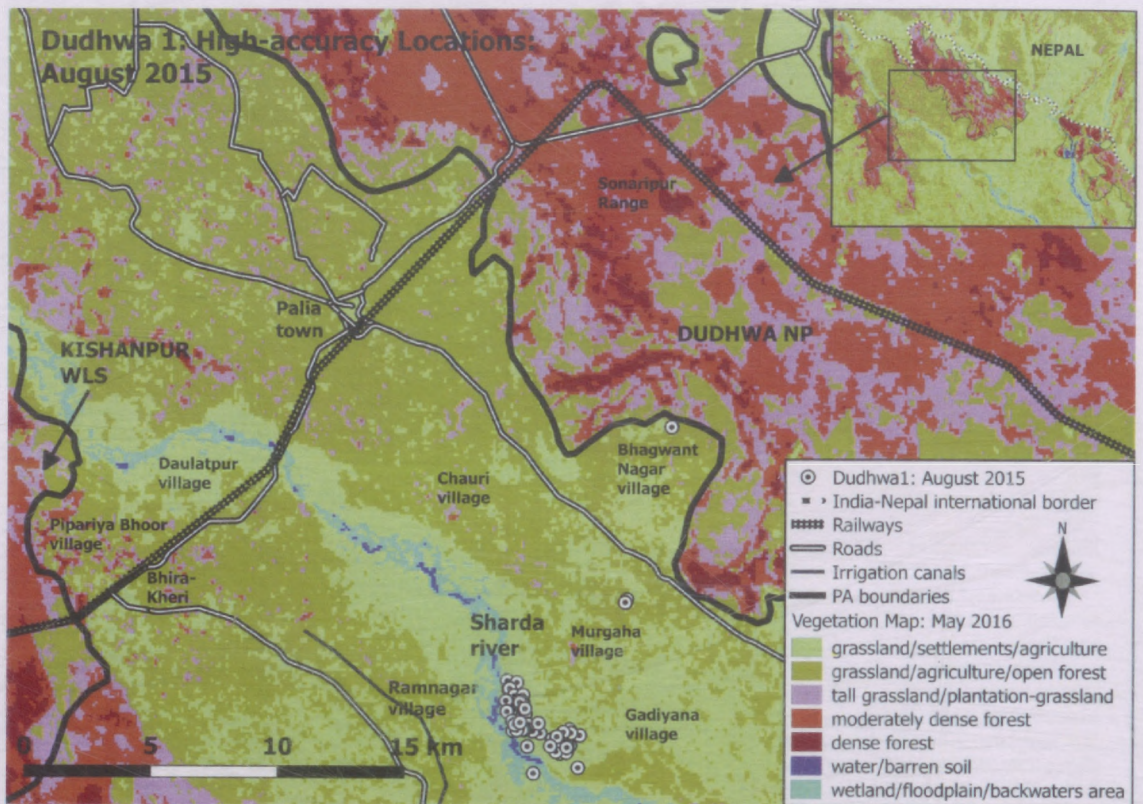 Dudhwa 1: High-accuracy Locations:
August 2015
NEPAL
Sonaripur
Range
Palia
town
DUDHWA NP
KISHANPUR
WLS
Bhagwant
Nagar
village
Daulatpur
village
Chauri
village
Pipariya Bhoor
village
Bhira-
Kheri
Sharda
river
Murgaha
village
Ramnagar
village
Gadiyana
village
0 5 10 15 km
Dudhwa1: August 2015
India-Nepal international border
Railways
Roads
Irrigation canals
PA boundaries
N
Vegetation Map: May 2016
grassland/settlements/agriculture
grassland/agriculture/open forest
tall grassland/plantation-grassland
moderately dense forest
dense forest
water/barren soil
wetland/floodplain/backwaters area